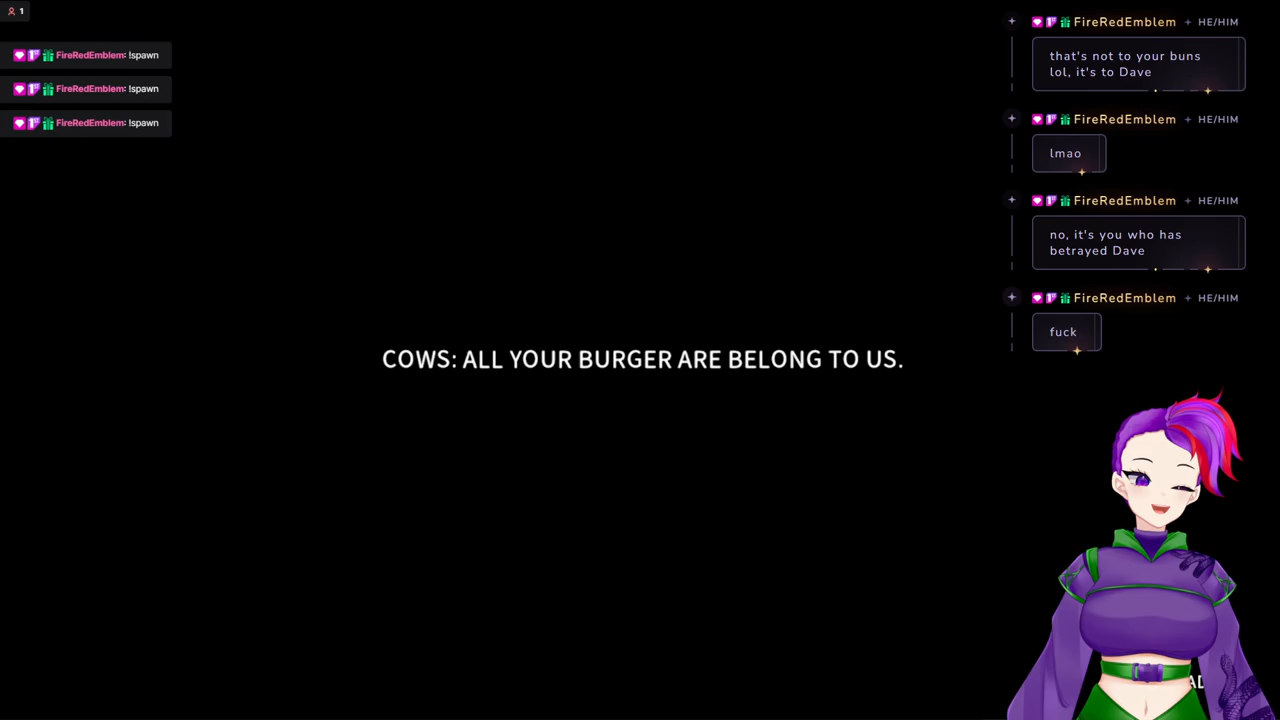 1
FireRedEmblem: !spawn
FireRedEmblem: !spawn
FireRedEmblem: !spawn
COWS: ALL YOUR BURGER ARE BELONG TO US.
FireRedEmblem HE/HIM
that's not to your buns
lol, it's to Dave
FireRedEmblem HE/HIM
lmao
FireRedEmblem HE/HIM
no, it's you who has
betrayed Dave
FireRedEmblem HE/HIM
fuck